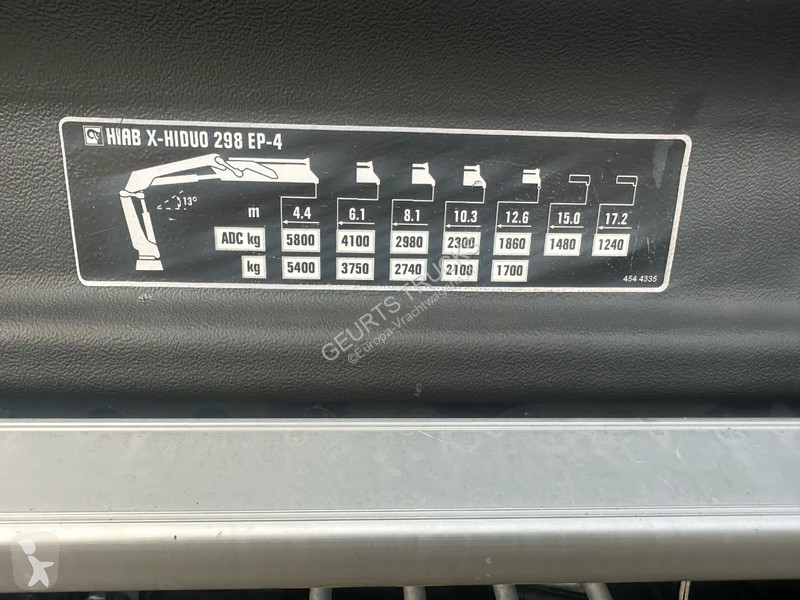 HIAB X-HIDUO 298 EP-4
13°
m 4.4 6.1 8.1 10.3 12.6 15.0 17.2
ADC kg 5800 4100 2980 2300 1860 1480 1240
kg 5400 3750 2740 2100 1700
454 4335
GEURTS TRUCKS
©Europa-Vrachtwagens